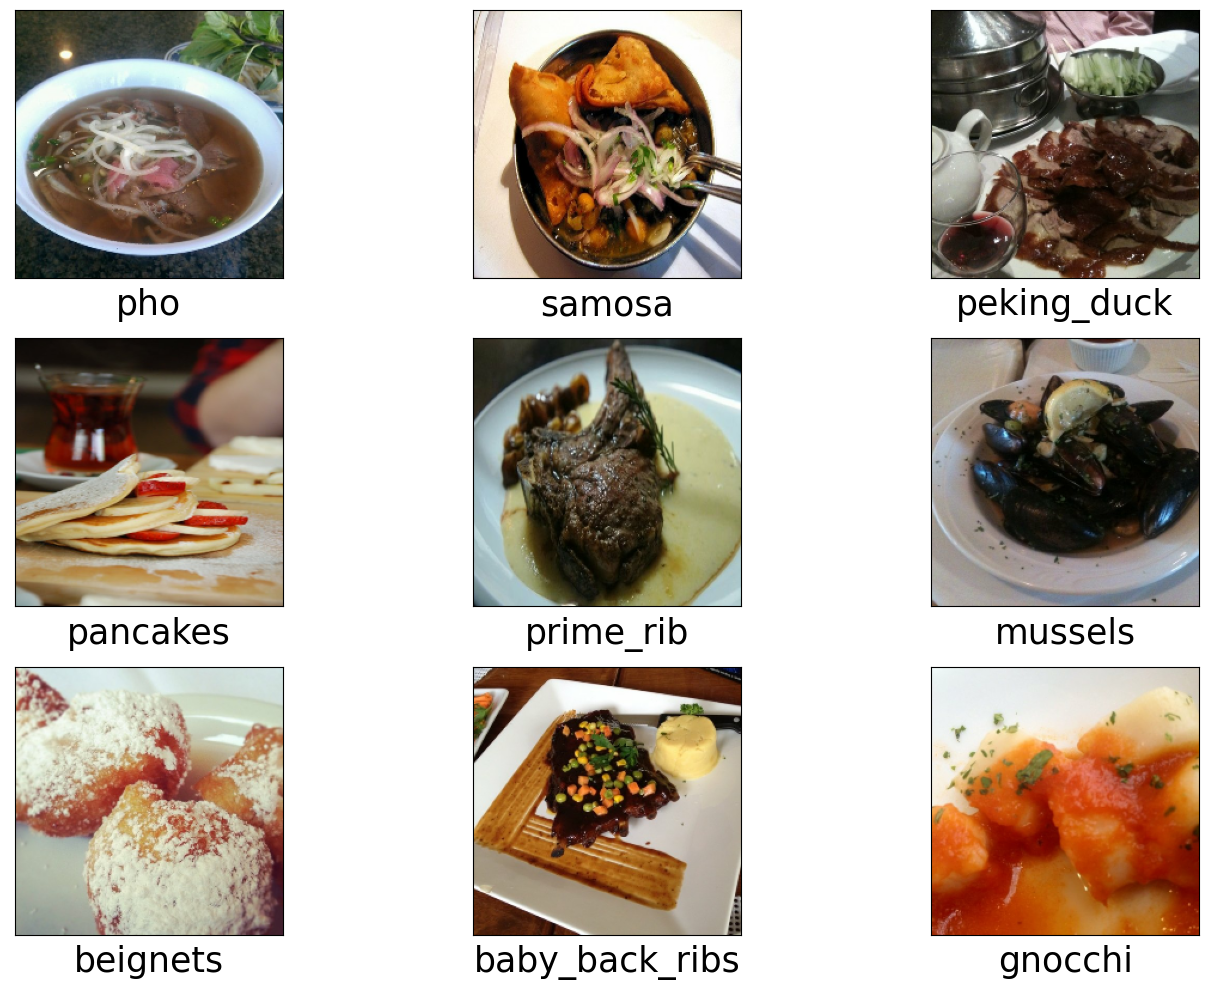 pho
samosa
peking_duck
pancakes
prime_rib
mussels
beignets
baby_back_ribs
gnocchi